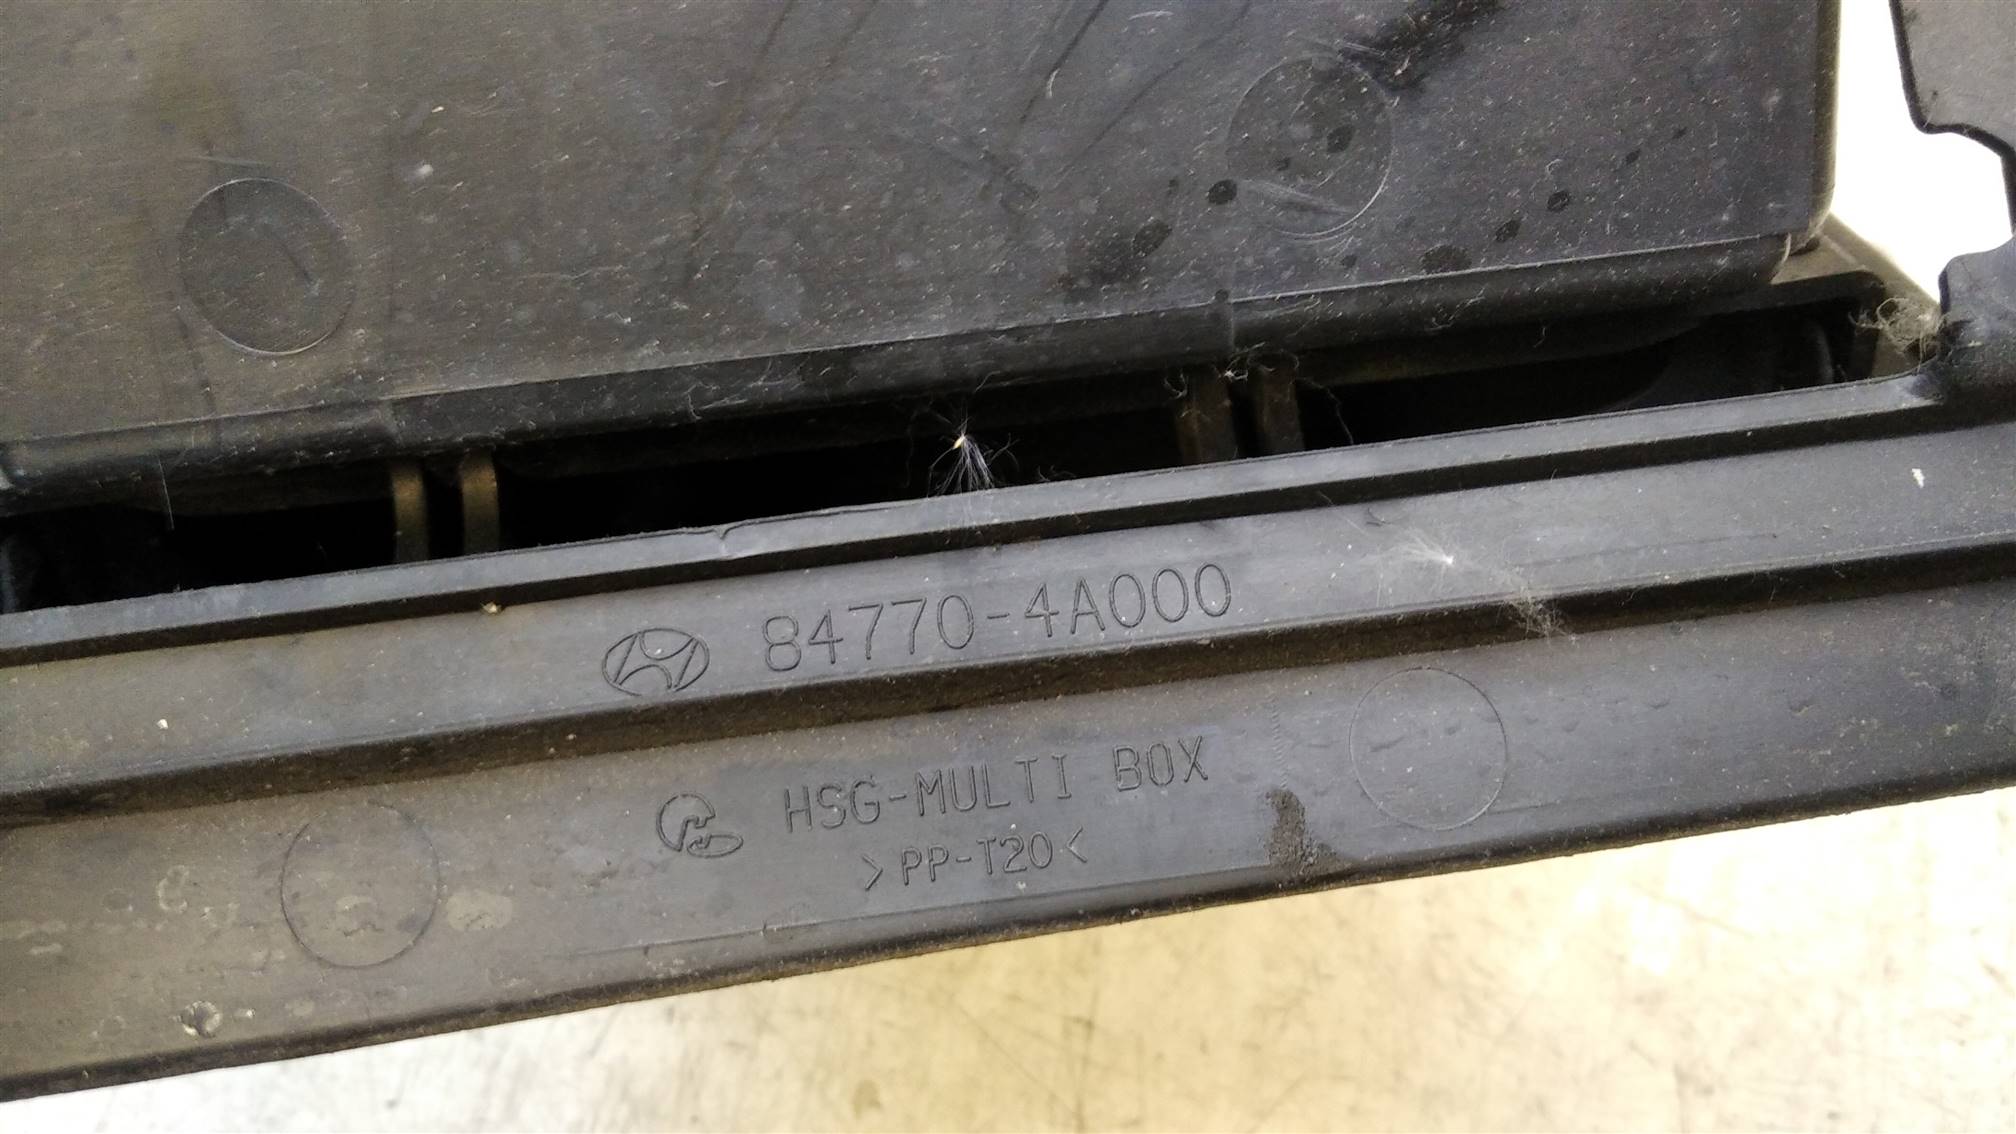 84770-4A000
HSG-MULTI BOX
>PP-T20<